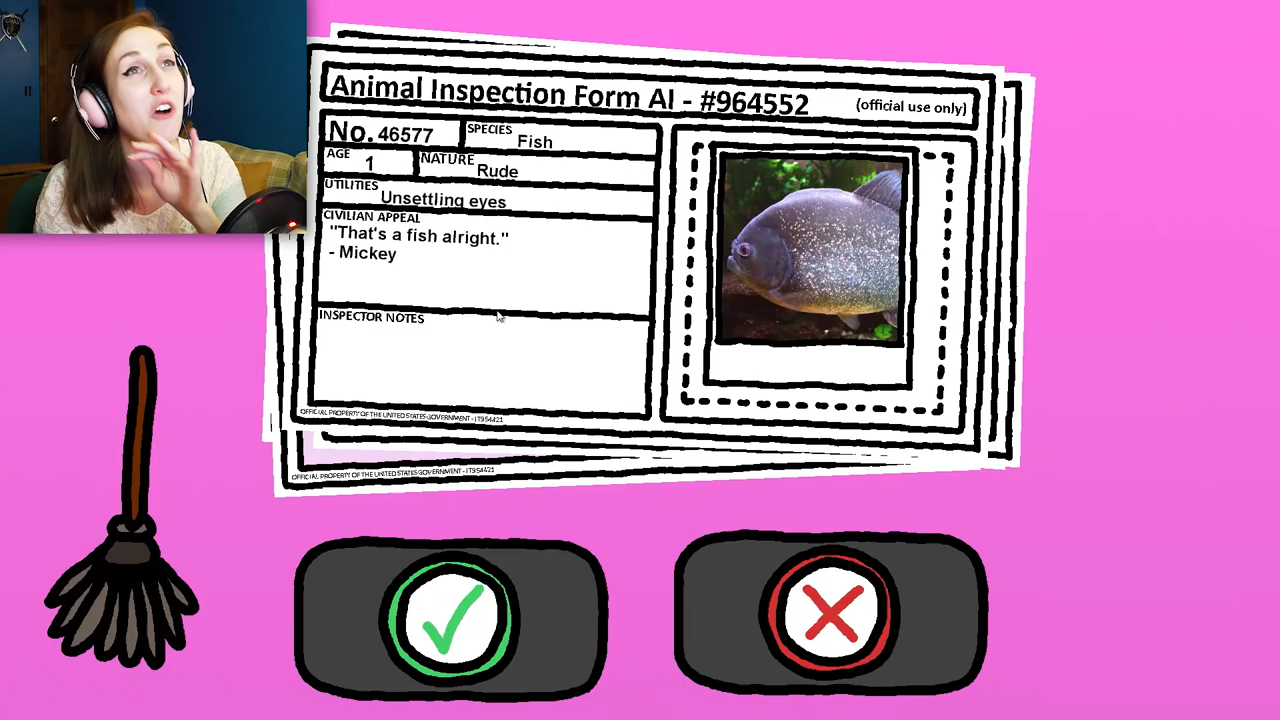 Animal Inspection Form AI - #964552 (official use only)
No. 46577
SPECIES Fish
AGE 1
NATURE Rude
UTILITIES Unsettling eyes
CIVILIAN APPEAL
"That's a fish alright."
- Mickey
INSPECTOR NOTES
OFFICIAL PROPERTY OF THE UNITED STATES GOVERNMENT - IT954421
OFFICIAL PROPERTY OF THE UNITED STATES GOVERNMENT - IT954421